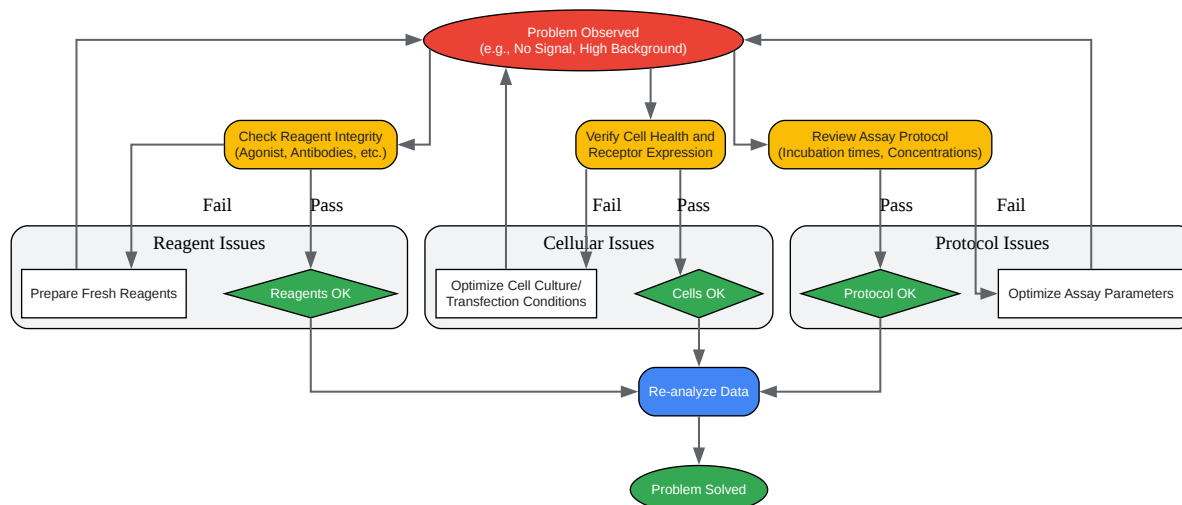 Problem Observed
(e.g., No Signal, High Background)
Check Reagent Integrity
(Agonist, Antibodies, etc.)
Verify Cell Health and
Receptor Expression
Review Assay Protocol
(Incubation times, Concentrations)
Fail
Pass
Fail
Pass
Pass
Fail
Reagent Issues
Cellular Issues
Protocol Issues
Prepare Fresh Reagents
Reagents OK
Optimize Cell Culture/
Transfection Conditions
Cells OK
Protocol OK
Optimize Assay Parameters
Re-analyze Data
Problem Solved